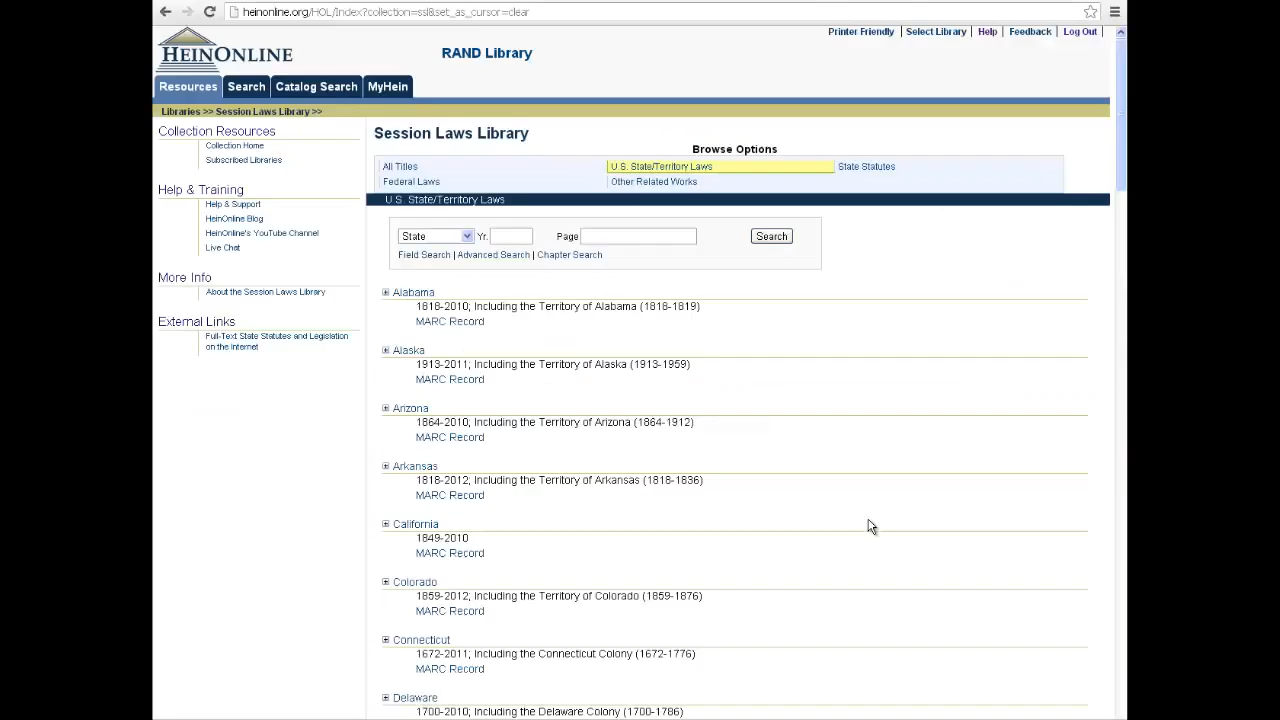 heinonline.org/HOL/Index?collection=ssl&set_as_cursor=clear
Printer Friendly | Select Library | Help | Feedback | Log Out |
HEINONLINE
RAND Library
Resources Search Catalog Search MyHein
Libraries >> Session Laws Library >>
Collection Resources
Collection Home
Subscribed Libraries
Help & Training
Help & Support
HeinOnline Blog
HeinOnline's YouTube Channel
Live Chat
More Info
About the Session Laws Library
External Links
Full-Text State Statutes and Legislation
on the Internet
Session Laws Library
Browse Options
All Titles U.S. State/Territory Laws State Statutes
Federal Laws Other Related Works
U.S. State/Territory Laws
State Yr. Page Search
Field Search | Advanced Search | Chapter Search
Alabama
1818-2010; Including the Territory of Alabama (1818-1819)
MARC Record
Alaska
1913-2011; Including the Territory of Alaska (1913-1959)
MARC Record
Arizona
1864-2010; Including the Territory of Arizona (1864-1912)
MARC Record
Arkansas
1818-2012; Including the Territory of Arkansas (1818-1836)
MARC Record
California
1849-2010
MARC Record
Colorado
1859-2012; Including the Territory of Colorado (1859-1876)
MARC Record
Connecticut
1672-2011; Including the Connecticut Colony (1672-1776)
MARC Record
Delaware
1700-2010; Including the Delaware Colony (1700-1786)